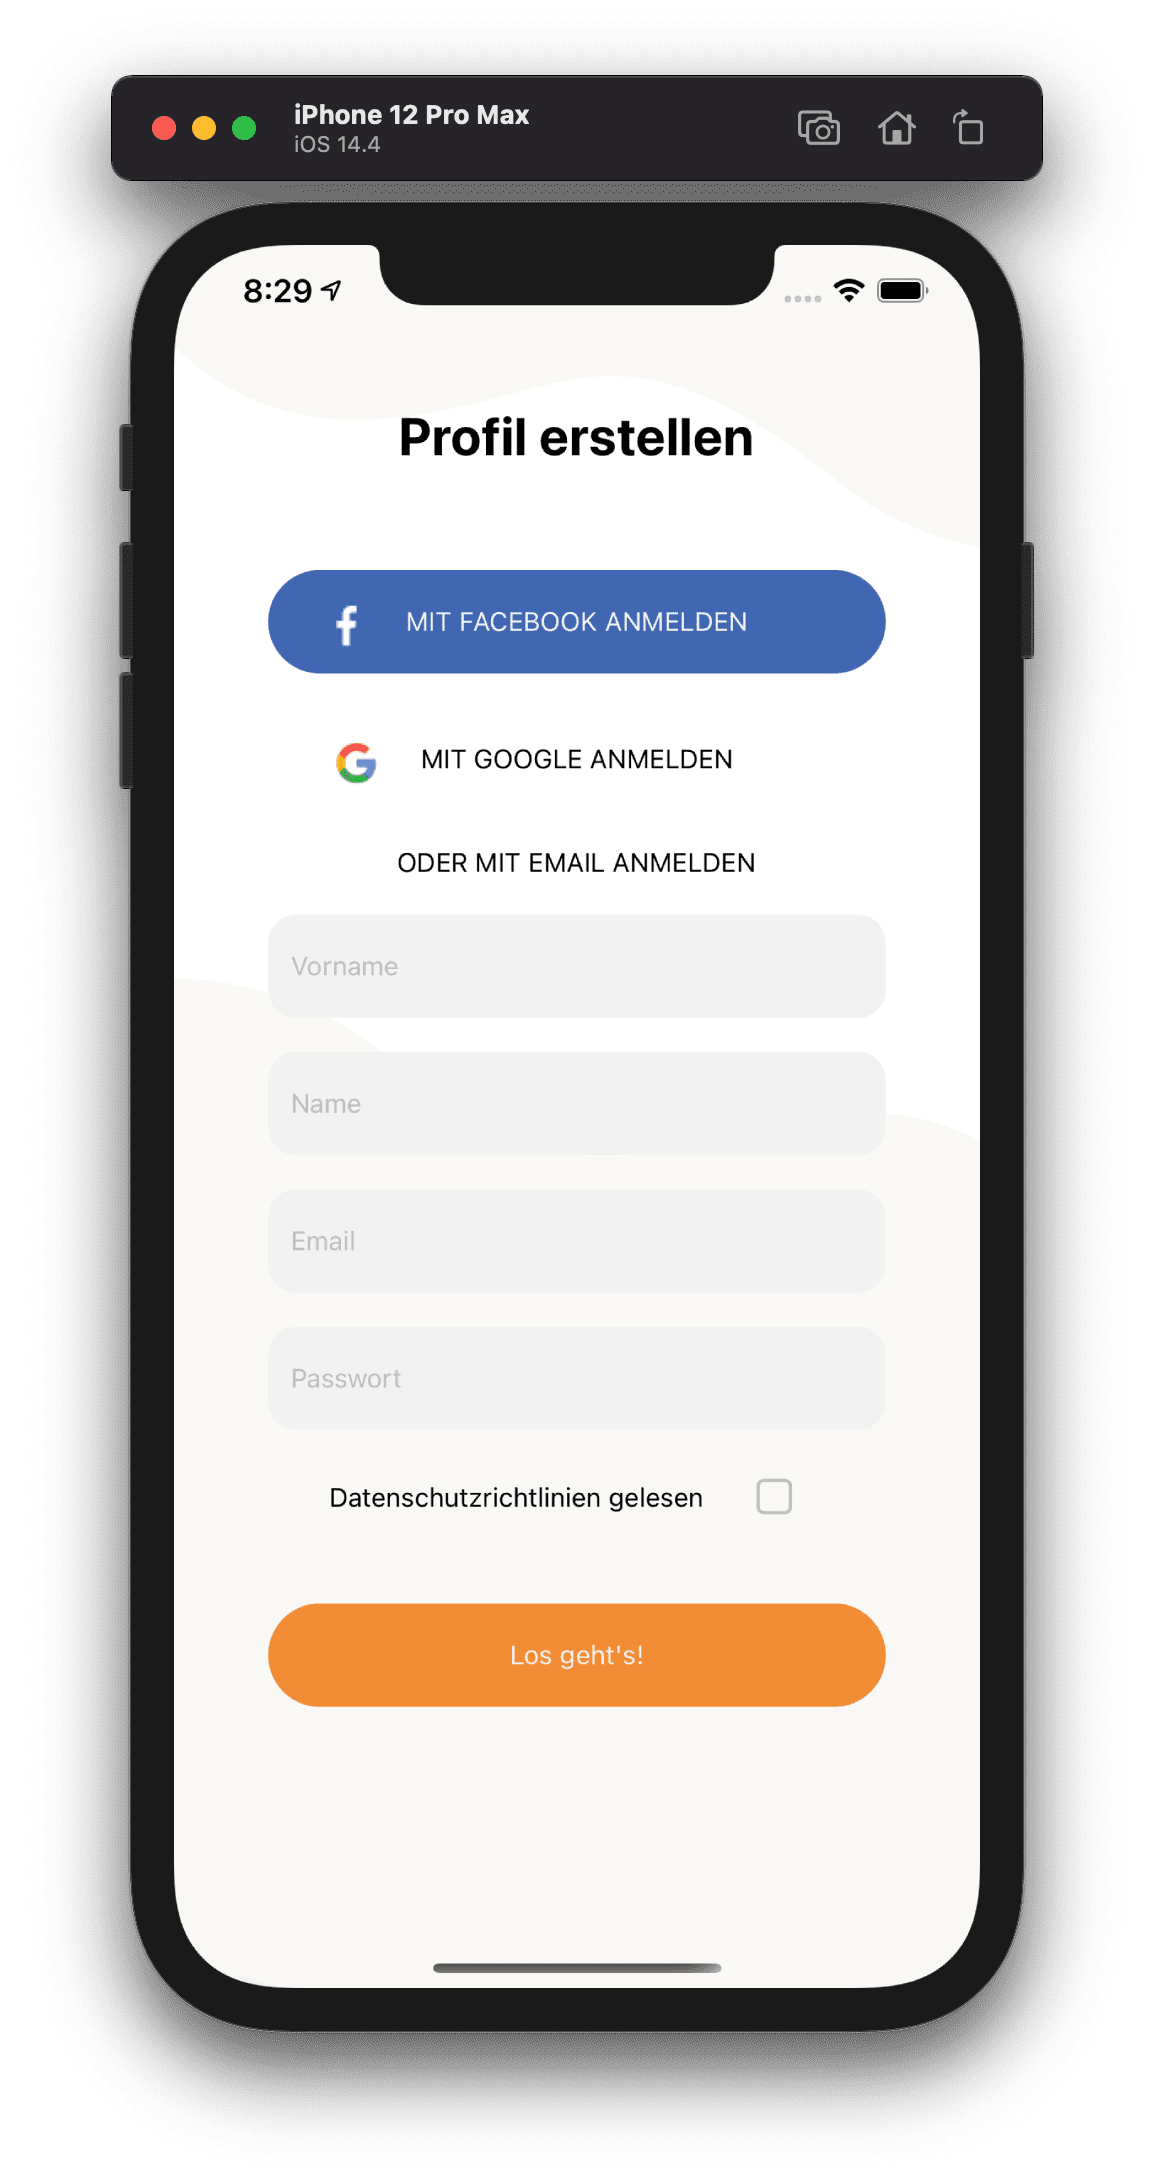 iPhone 12 Pro Max
iOS 14.4
8:29
Profil erstellen
MIT FACEBOOK ANMELDEN
MIT GOOGLE ANMELDEN
ODER MIT EMAIL ANMELDEN
Vorname
Name
Email
Passwort
Datenschutzrichtlinien gelesen
Los geht's!